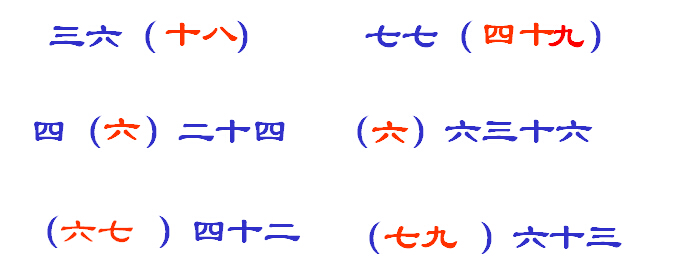 三六（十八） 七七（四十九）
四（六）二十四 （六）六三十六
（六七 ）四十二 （七九 ）六十三